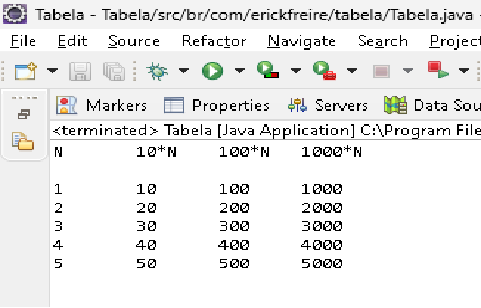 Tabela - Tabela/src/br/com/erickfreire/tabela/Tabela.java
File Edit Source Refactor Navigate Search Project
Markers Properties Servers Data Sou
<terminated> Tabela [Java Application] C:\Program File
N 10*N 100*N 1000*N
1 10 100 1000
2 20 200 2000
3 30 300 3000
4 40 400 4000
5 50 500 5000